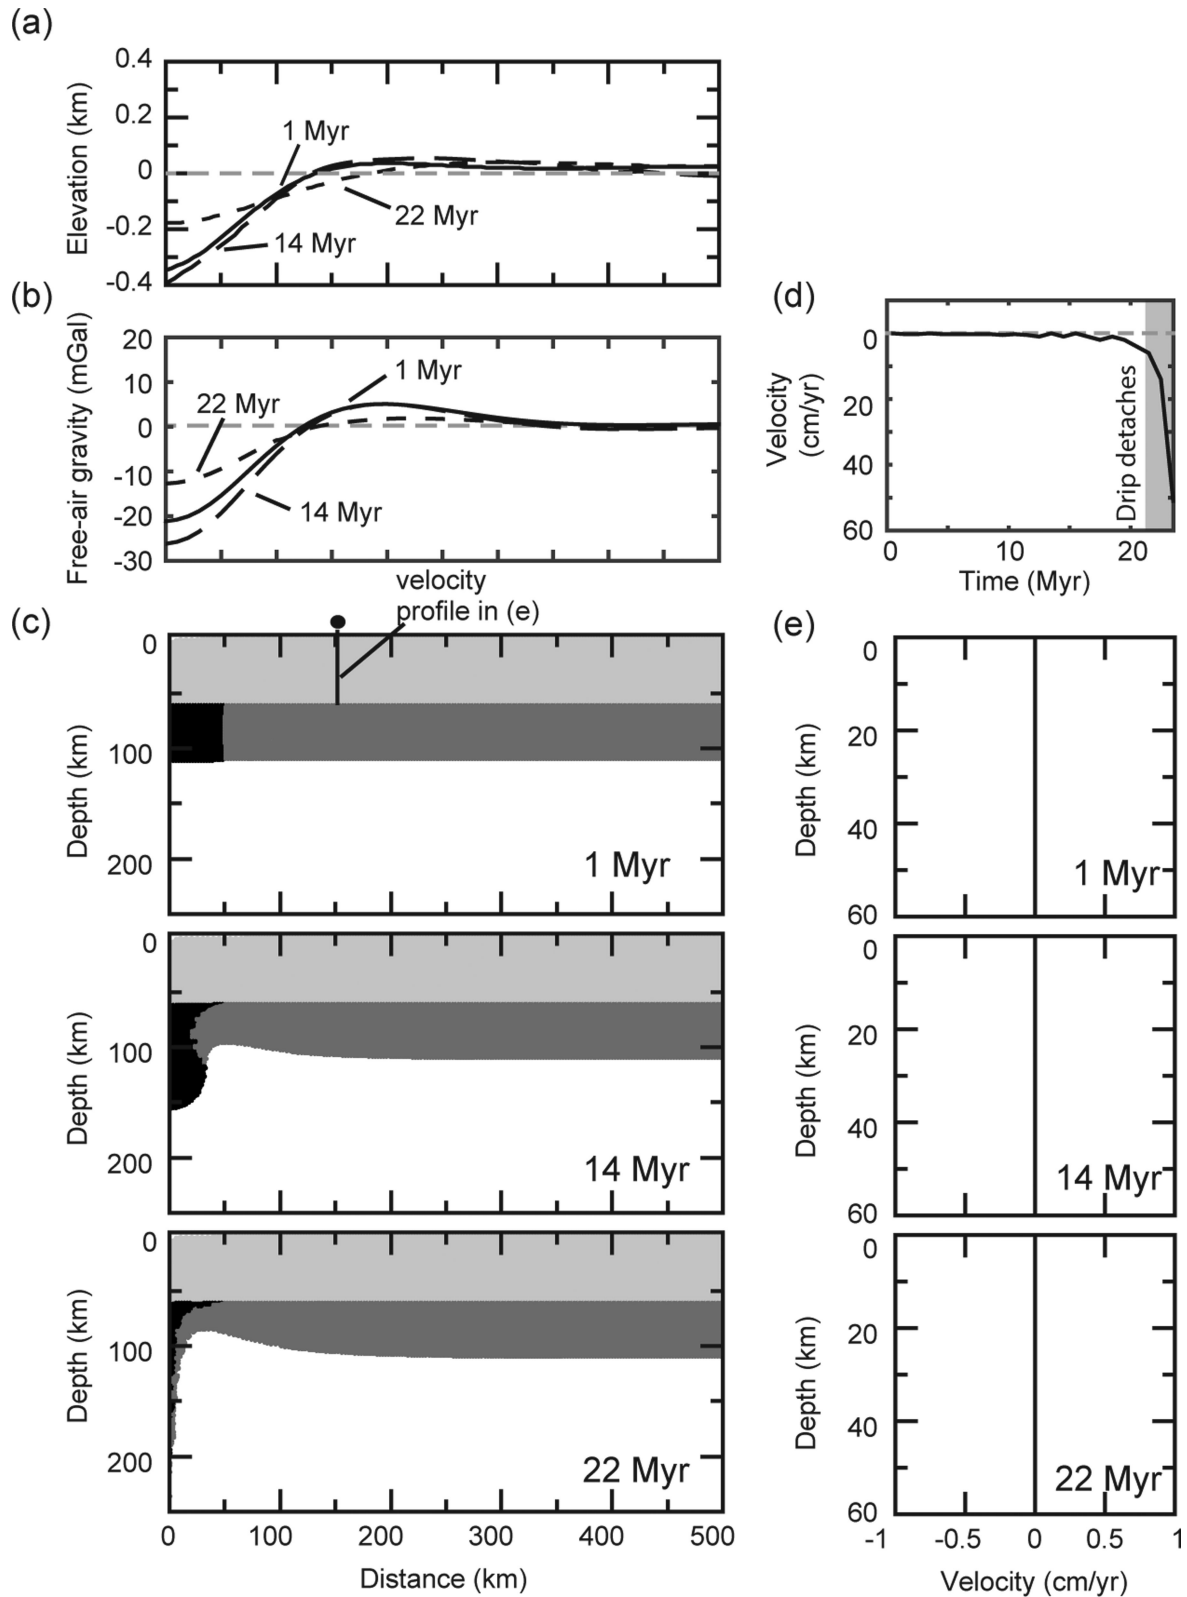 (a)
0.4
0.2
0
-0.2
-0.4
Elevation (km)
1 Myr
22 Myr
14 Myr
(b)
20
10
0
-10
-20
-30
Free-air gravity (mGal)
1 Myr
22 Myr
14 Myr
(d)
0
20
40
60
Velocity
(cm/yr)
Drip detaches
0 10 20
Time (Myr)
velocity
profile in (e)
(c)
0
100
200
Depth (km)
1 Myr
0
100
200
Depth (km)
14 Myr
0
100
200
Depth (km)
22 Myr
0 100 200 300 400 500
Distance (km)
(e)
0
20
40
60
Depth (km)
1 Myr
0
20
40
60
Depth (km)
14 Myr
0
20
40
60
Depth (km)
22 Myr
-1 -0.5 0 0.5 1
Velocity (cm/yr)